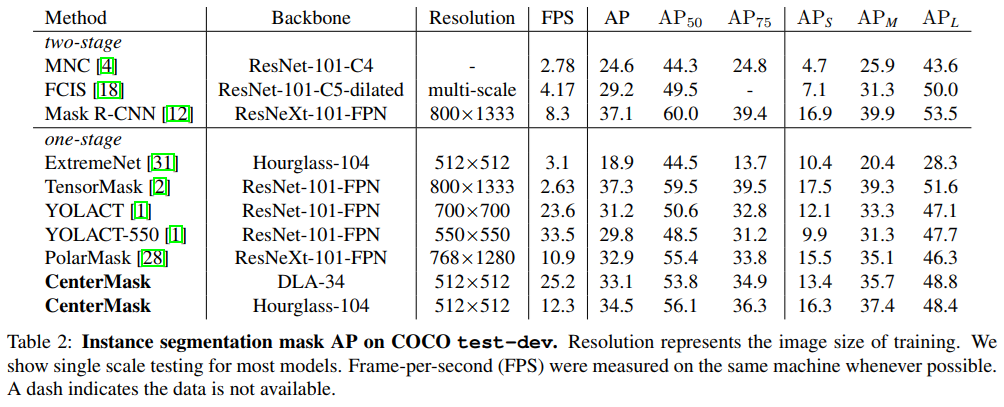 Method Backbone Resolution FPS AP AP50 AP75 APS APM APL
two-stage
MNC [4] ResNet-101-C4 - 2.78 24.6 44.3 24.8 4.7 25.9 43.6
FCIS [18] ResNet-101-C5-dilated multi-scale 4.17 29.2 49.5 - 7.1 31.3 50.0
Mask R-CNN [12] ResNeXt-101-FPN 800×1333 8.3 37.1 60.0 39.4 16.9 39.9 53.5
one-stage
ExtremeNet [31] Hourglass-104 512×512 3.1 18.9 44.5 13.7 10.4 20.4 28.3
TensorMask [2] ResNet-101-FPN 800×1333 2.63 37.3 59.5 39.5 17.5 39.3 51.6
YOLACT [1] ResNet-101-FPN 700×700 23.6 31.2 50.6 32.8 12.1 33.3 47.1
YOLACT-550 [1] ResNet-101-FPN 550×550 33.5 29.8 48.5 31.2 9.9 31.3 47.7
PolarMask [28] ResNeXt-101-FPN 768×1280 10.9 32.9 55.4 33.8 15.5 35.1 46.3
CenterMask DLA-34 512×512 25.2 33.1 53.8 34.9 13.4 35.7 48.8
CenterMask Hourglass-104 512×512 12.3 34.5 56.1 36.3 16.3 37.4 48.4
Table 2: Instance segmentation mask AP on COCO test-dev. Resolution represents the image size of training. We
show single scale testing for most models. Frame-per-second (FPS) were measured on the same machine whenever possible.
A dash indicates the data is not available.